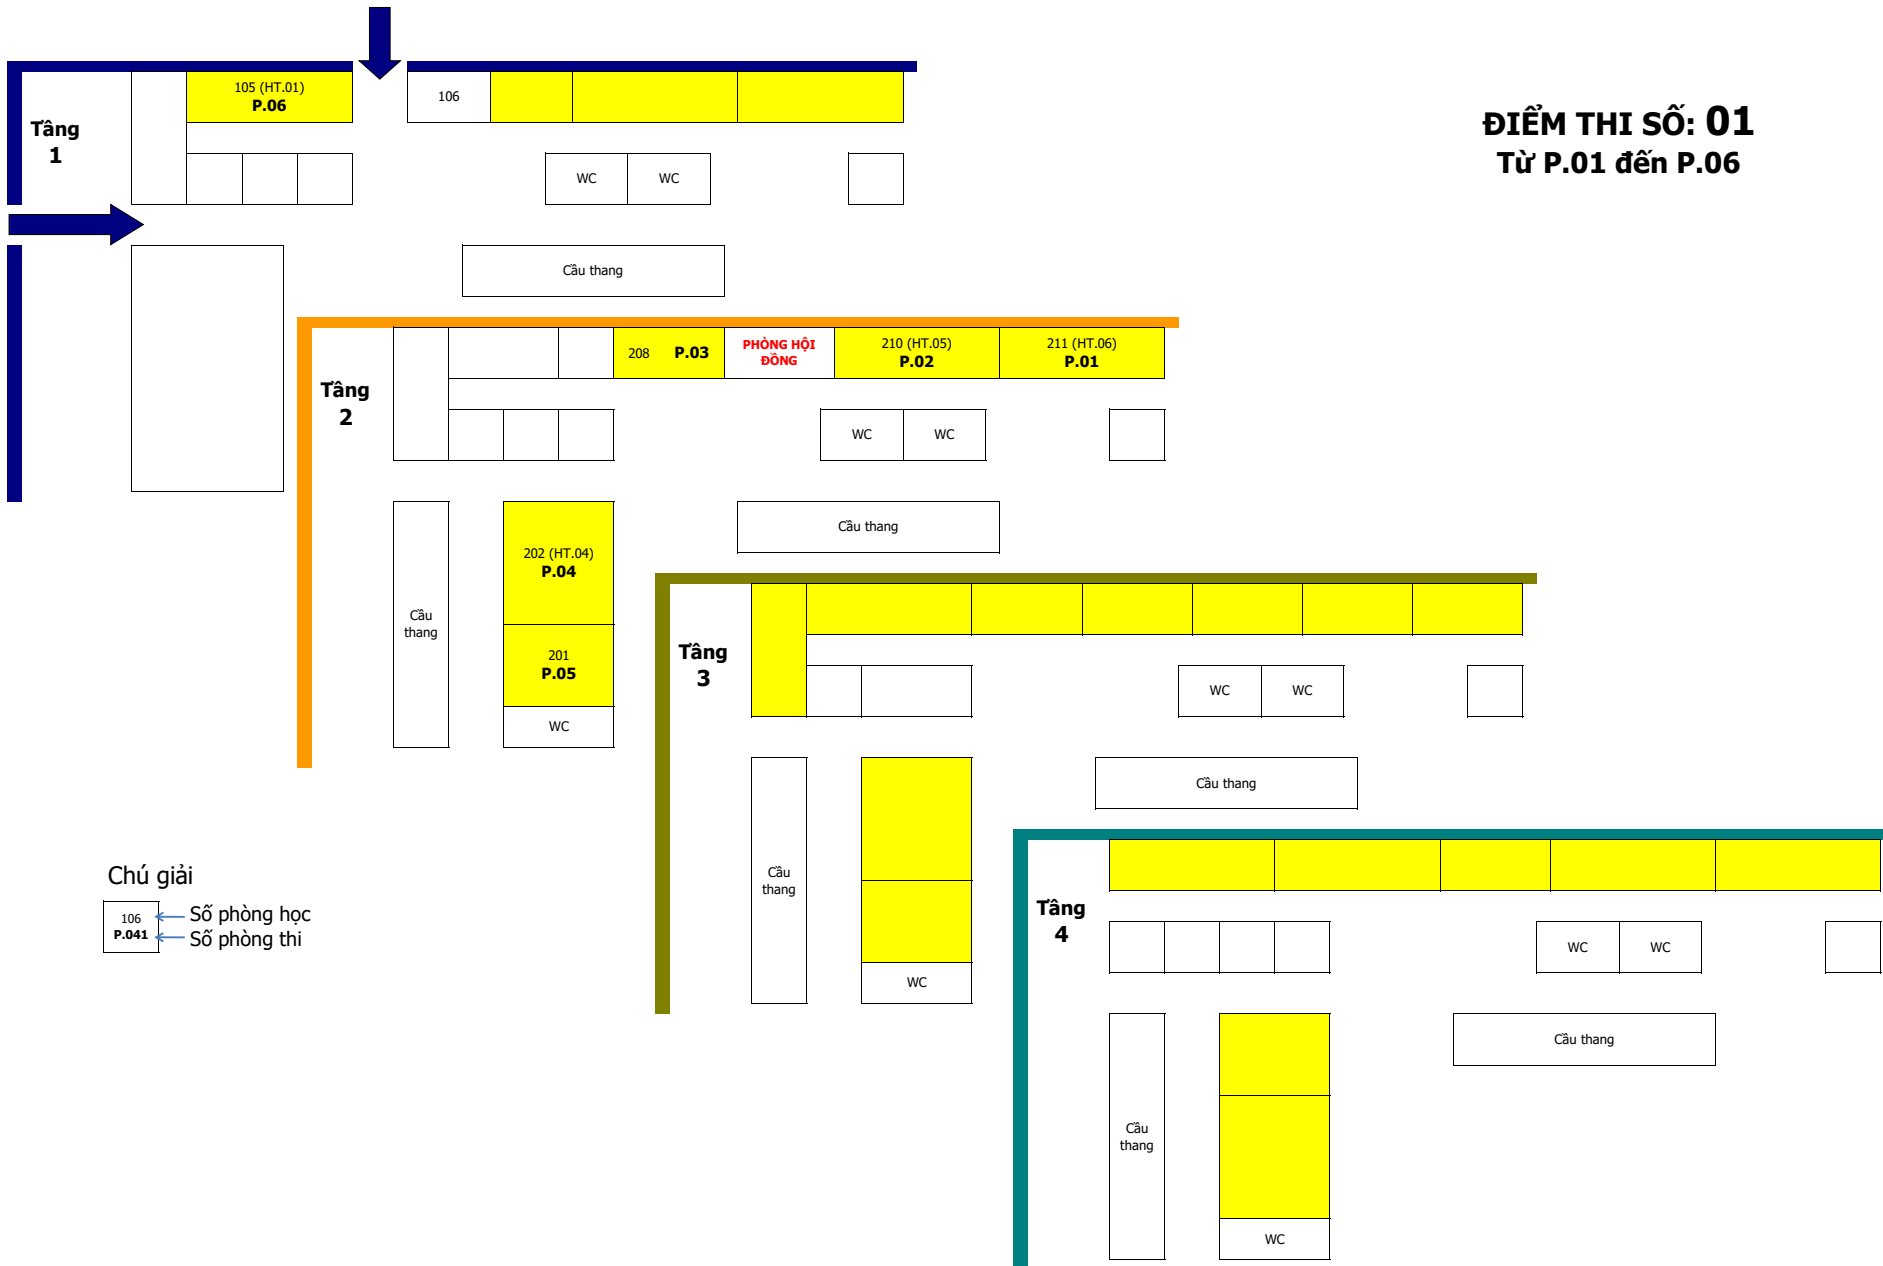 ĐIỂM THI SỐ: 01
Từ P.01 đến P.06
Tầng
1
105 (HT.01)
P.06
106
WC WC
Cầu thang
Tầng
2
208 P.03
PHÒNG HỘI
ĐỒNG
210 (HT.05)
P.02
211 (HT.06)
P.01
WC WC
Cầu thang
Cầu
thang
202 (HT.04)
P.04
201
P.05
WC
Tầng
3
WC WC
Cầu thang
Cầu
thang
WC
Tầng
4
WC WC
Cầu thang
Cầu
thang
WC
Chú giải
106
P.041
Số phòng học
Số phòng thi